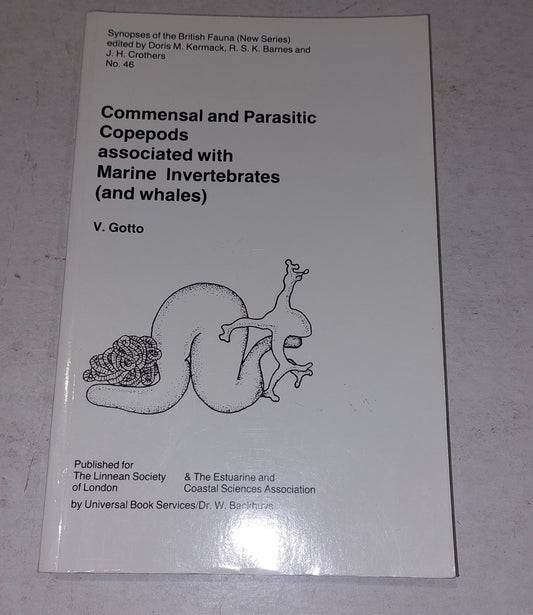 Synopses of the British Fauna (New Series)
edited by Doris M. Kermack, R. S. K. Barnes and
J. H. Crothers
No. 46
Commensal and Parasitic
Copepods
associated with
Marine Invertebrates
(and whales)
V. Gotto
Published for
The Linnean Society
of London
& The Estuarine and
Coastal Sciences Association
by Universal Book Services/Dr. W. Backhuys